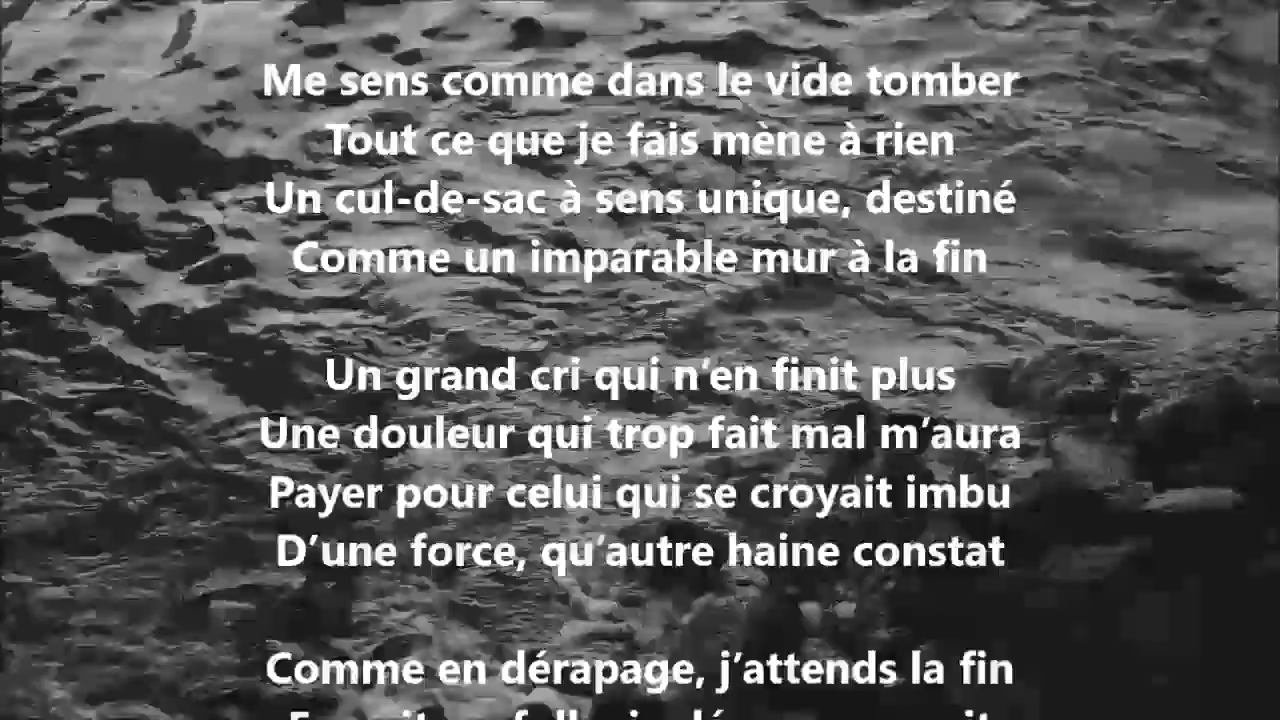 Me sens comme dans le vide tomber
Tout ce que je fais mène à rien
Un cul-de-sac à sens unique, destiné
Comme un imparable mur à la fin
Un grand cri qui n’en finit plus
Une douleur qui trop fait mal m’aura
Payer pour celui qui se croyait imbu
D’une force, qu’autre haine constat
Comme en dérapage, j’attends la fin